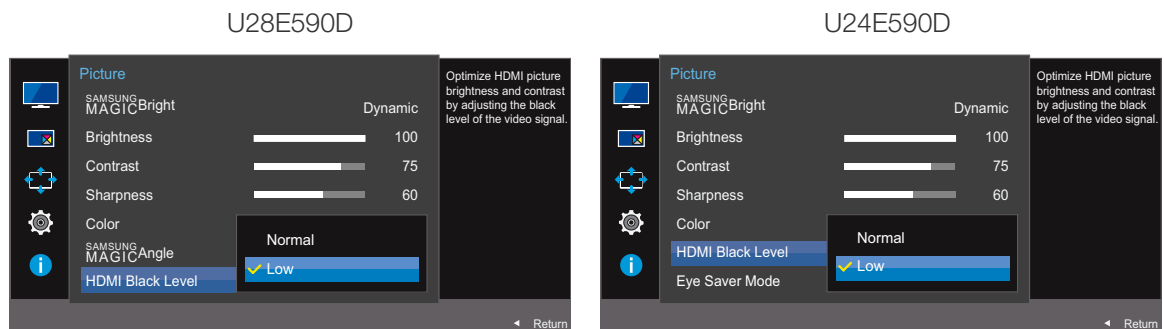 U28E590D
Picture
SAMSUNG MAGICBright Dynamic
Brightness 100
Contrast 75
Sharpness 60
Color
SAMSUNG MAGICAngle
HDMI Black Level
Normal
Low
Optimize HDMI picture
brightness and contrast
by adjusting the black
level of the video signal.
Return
U24E590D
Picture
SAMSUNG MAGICBright Dynamic
Brightness 100
Contrast 75
Sharpness 60
Color
HDMI Black Level
Eye Saver Mode
Normal
Low
Optimize HDMI picture
brightness and contrast
by adjusting the black
level of the video signal.
Return